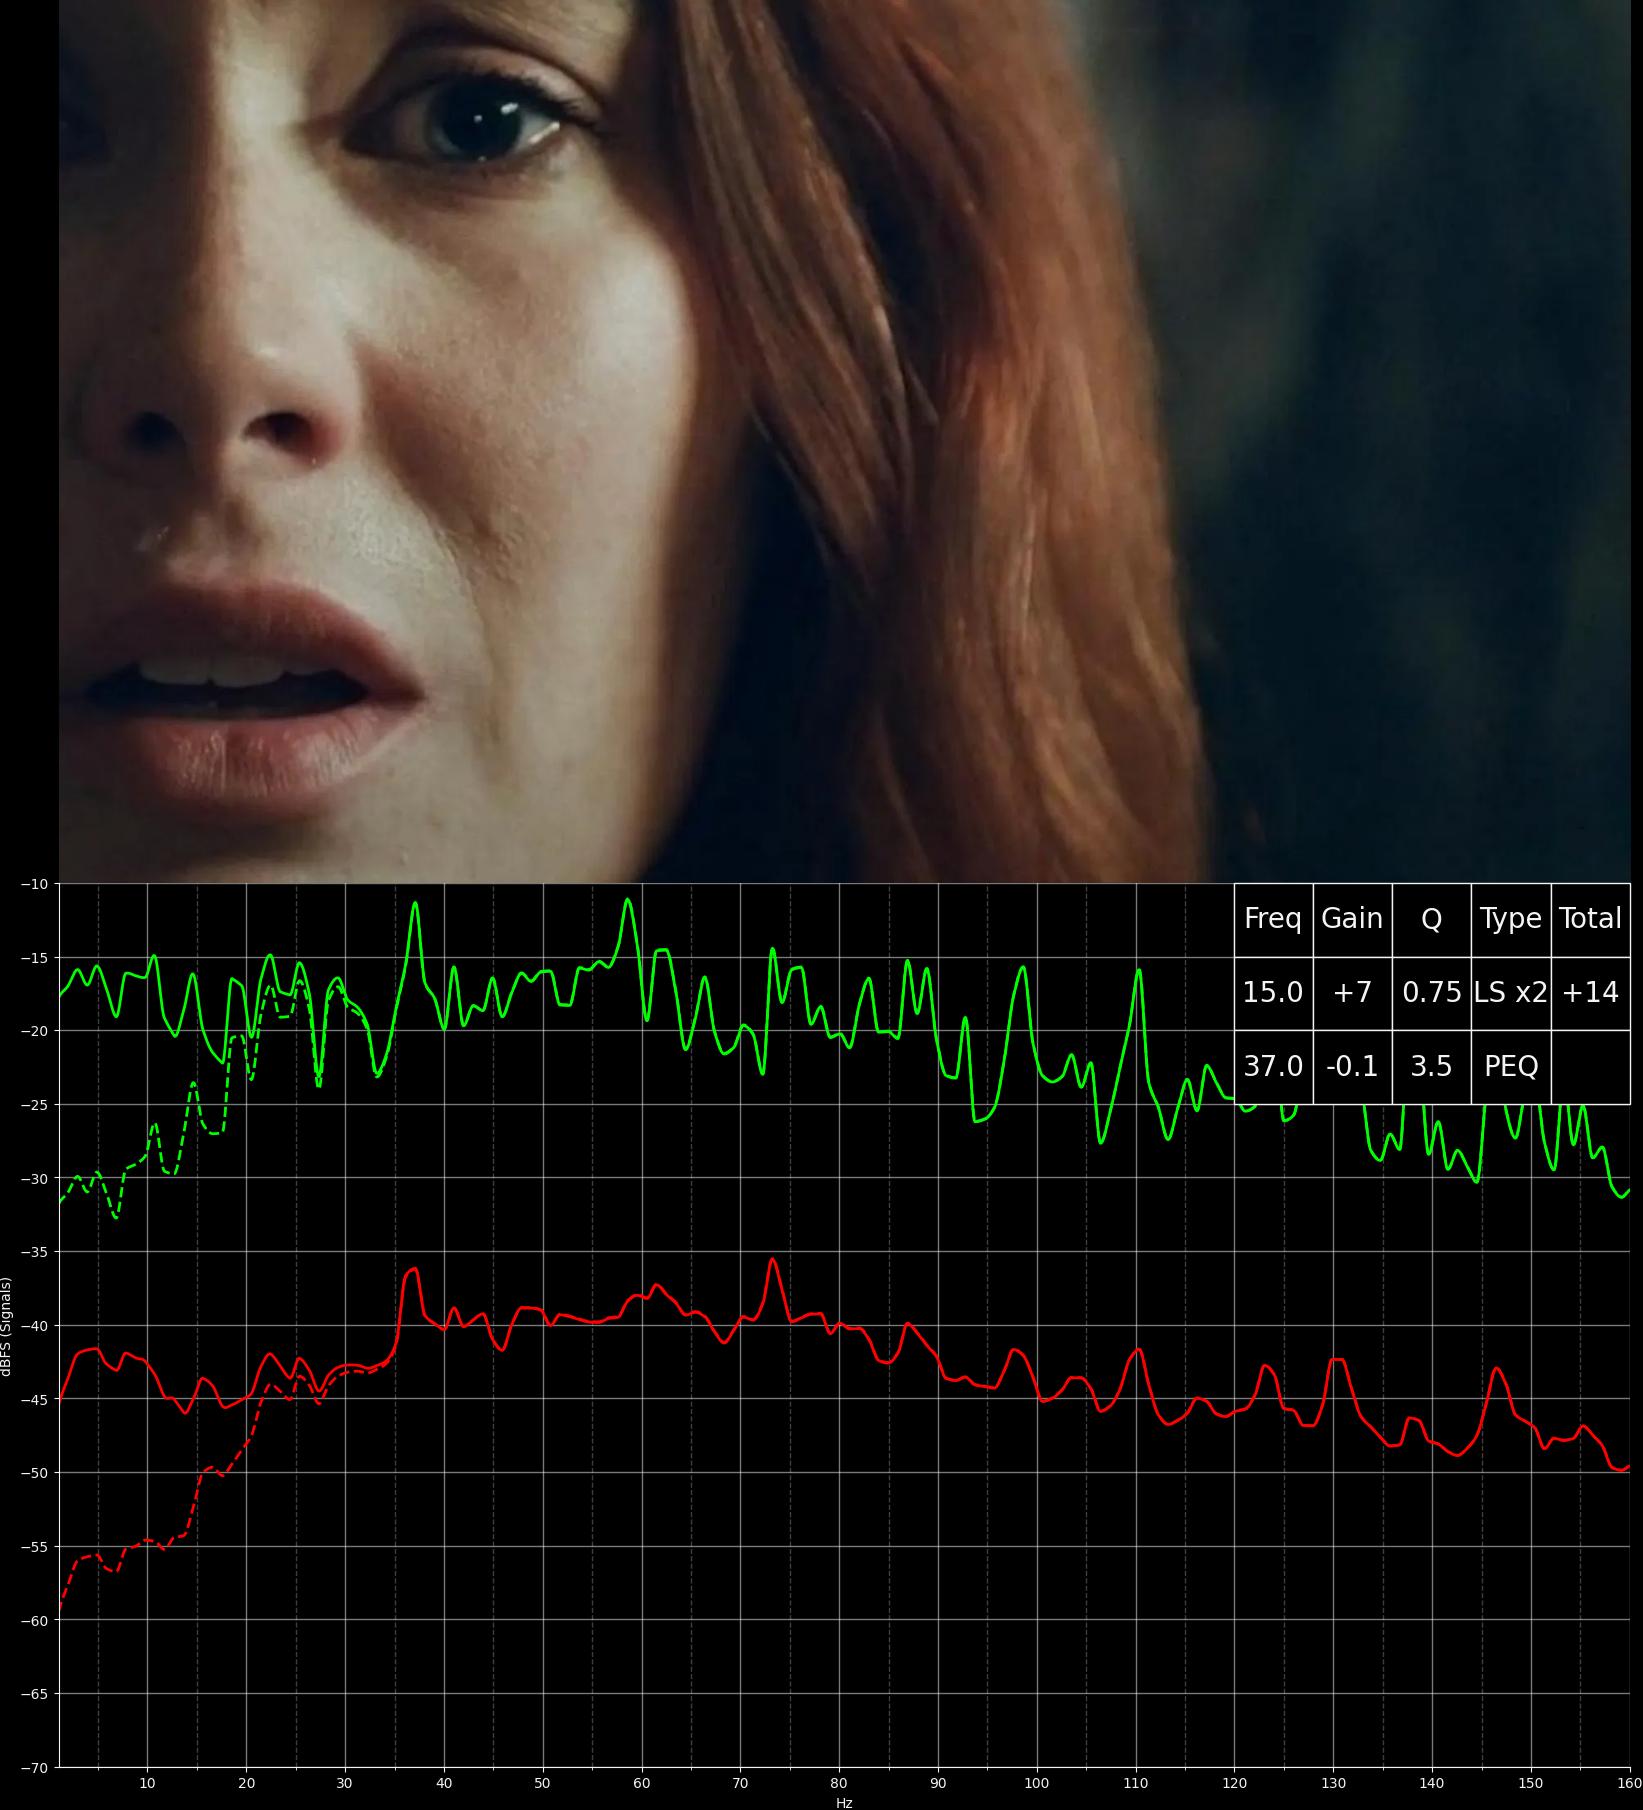 Freq Gain Q Type Total
15.0 +7 0.75 LS x2 +14
37.0 -0.1 3.5 PEQ
−10
−15
−20
−25
−30
−35
−40
−45
−50
−55
−60
−65
−70
dBFS (Signals)
10 20 30 40 50 60 70 80 90 100 110 120 130 140 150 160
Hz